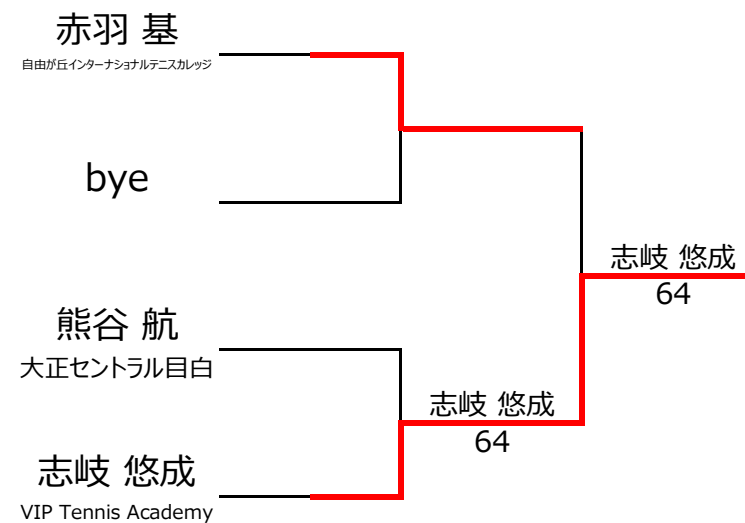 赤羽 基
自由が丘インターナショナルテニスカレッジ
bye
熊谷 航
大正セントラル目白
志岐 悠成
VIP Tennis Academy
志岐 悠成
64
志岐 悠成
64